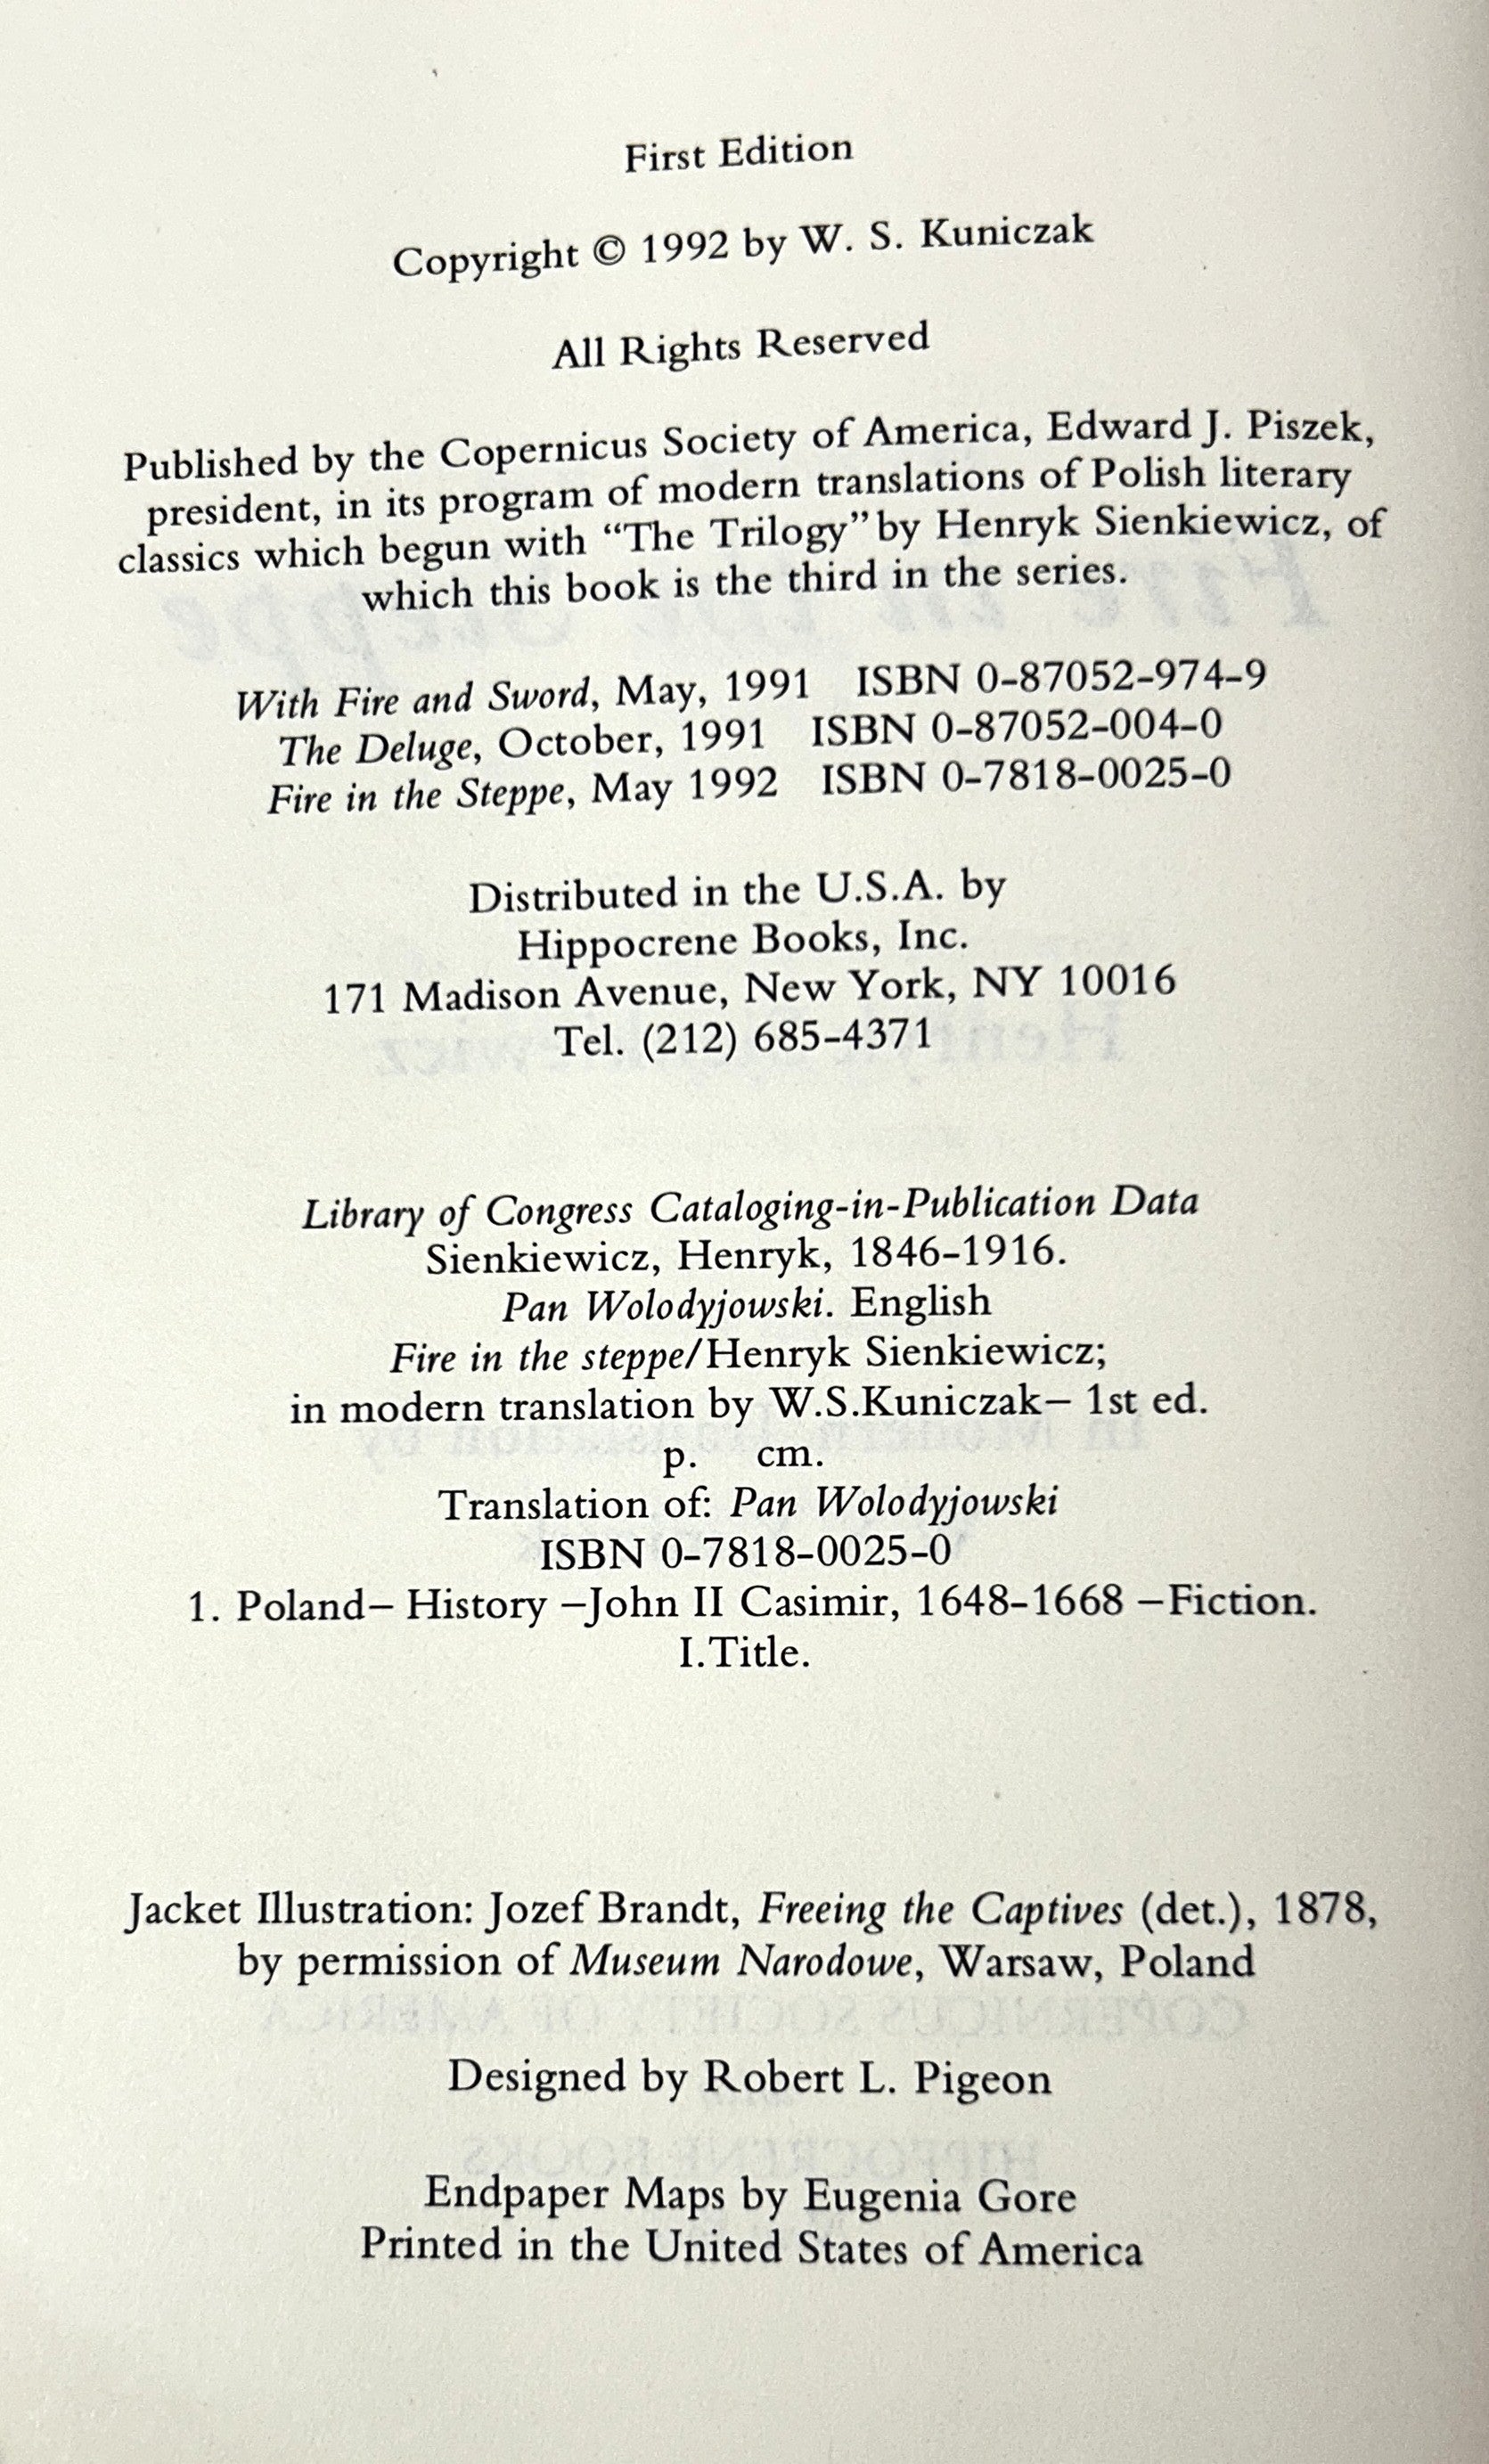 First Edition
Copyright © 1992 by W. S. Kuniczak
All Rights Reserved
Published by the Copernicus Society of America, Edward J. Piszek,
president, in its program of modern translations of Polish literary
classics which begun with “The Trilogy” by Henryk Sienkiewicz, of
which this book is the third in the series.
With Fire and Sword, May, 1991 ISBN 0-87052-974-9
The Deluge, October, 1991 ISBN 0-87052-004-0
Fire in the Steppe, May 1992 ISBN 0-7818-0025-0
Distributed in the U.S.A. by
Hippocrene Books, Inc.
171 Madison Avenue, New York, NY 10016
Tel. (212) 685-4371
Library of Congress Cataloging-in-Publication Data
Sienkiewicz, Henryk, 1846-1916.
Pan Wolodyjowski. English
Fire in the steppe/Henryk Sienkiewicz;
in modern translation by W.S.Kuniczak– 1st ed.
p. cm.
Translation of: Pan Wolodyjowski
ISBN 0-7818-0025-0
1. Poland– History –John II Casimir, 1648-1668 –Fiction.
I.Title.
Jacket Illustration: Jozef Brandt, Freeing the Captives (det.), 1878,
by permission of Museum Narodowe, Warsaw, Poland
Designed by Robert L. Pigeon
Endpaper Maps by Eugenia Gore
Printed in the United States of America